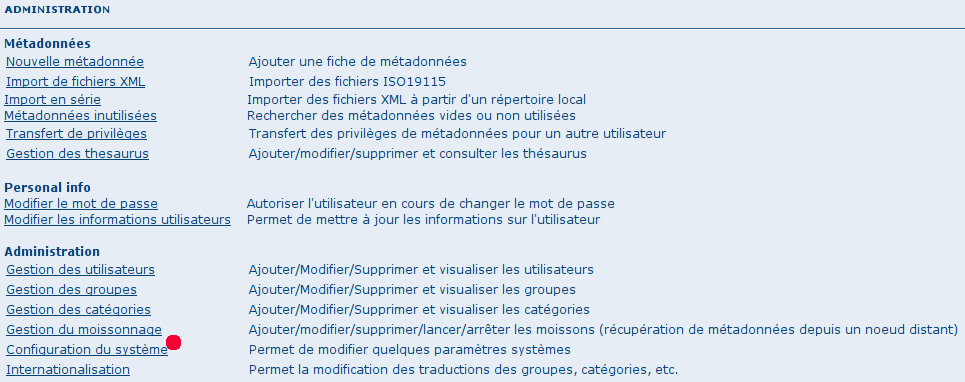 ADMINISTRATION
Métadonnées
Nouvelle métadonnée Ajouter une fiche de métadonnées
Import de fichiers XML Importer des fichiers ISO19115
Import en série Importer des fichiers XML à partir d'un répertoire local
Métadonnées inutilisées Rechercher des métadonnées vides ou non utilisées
Transfert de privilèges Transfert des privilèges de métadonnées pour un autre utilisateur
Gestion des thesaurus Ajouter/modifier/supprimer et consulter les thésaurus
Personal info
Modifier le mot de passe Autoriser l'utilisateur en cours de changer le mot de passe
Modifier les informations utilisateurs Permet de mettre à jour les informations sur l'utilisateur
Administration
Gestion des utilisateurs Ajouter/Modifier/Supprimer et visualiser les utilisateurs
Gestion des groupes Ajouter/Modifier/Supprimer et visualiser les groupes
Gestion des catégories Ajouter/Modifier/Supprimer et visualiser les catégories
Gestion du moissonnage Ajouter/modifier/supprimer/lancer/arrêter les moissons (récupération de métadonnées depuis un noeud distant)
Configuration du système Permet de modifier quelques paramètres systèmes
Internationalisation Permet la modification des traductions des groupes, catégories, etc.